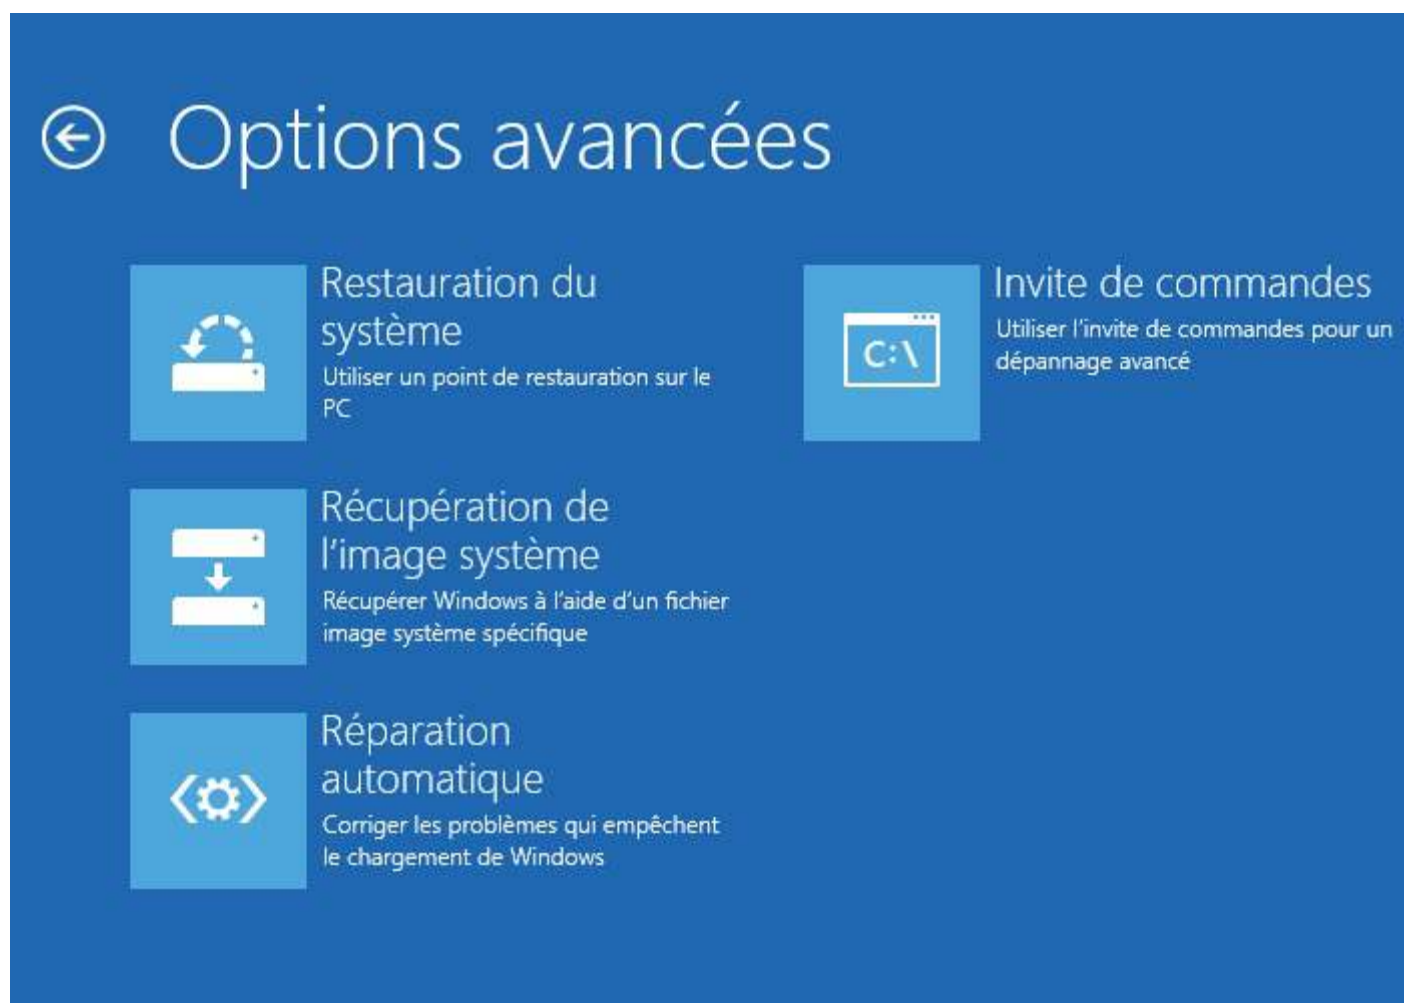 Options avancées
Restauration du
système
Utiliser un point de restauration sur le
PC
Récupération de
l'image système
Récupérer Windows à l'aide d'un fichier
image système spécifique
Réparation
automatique
Corriger les problèmes qui empêchent
le chargement de Windows
C:\
Invite de commandes
Utiliser l'invite de commandes pour un
dépannage avancé